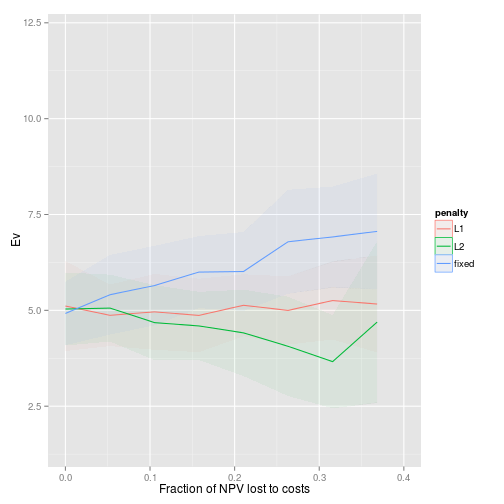 12.5
10.0
7.5
5.0
2.5
Ev
0.0 0.1 0.2 0.3 0.4
Fraction of NPV lost to costs
penalty
L1
L2
fixed